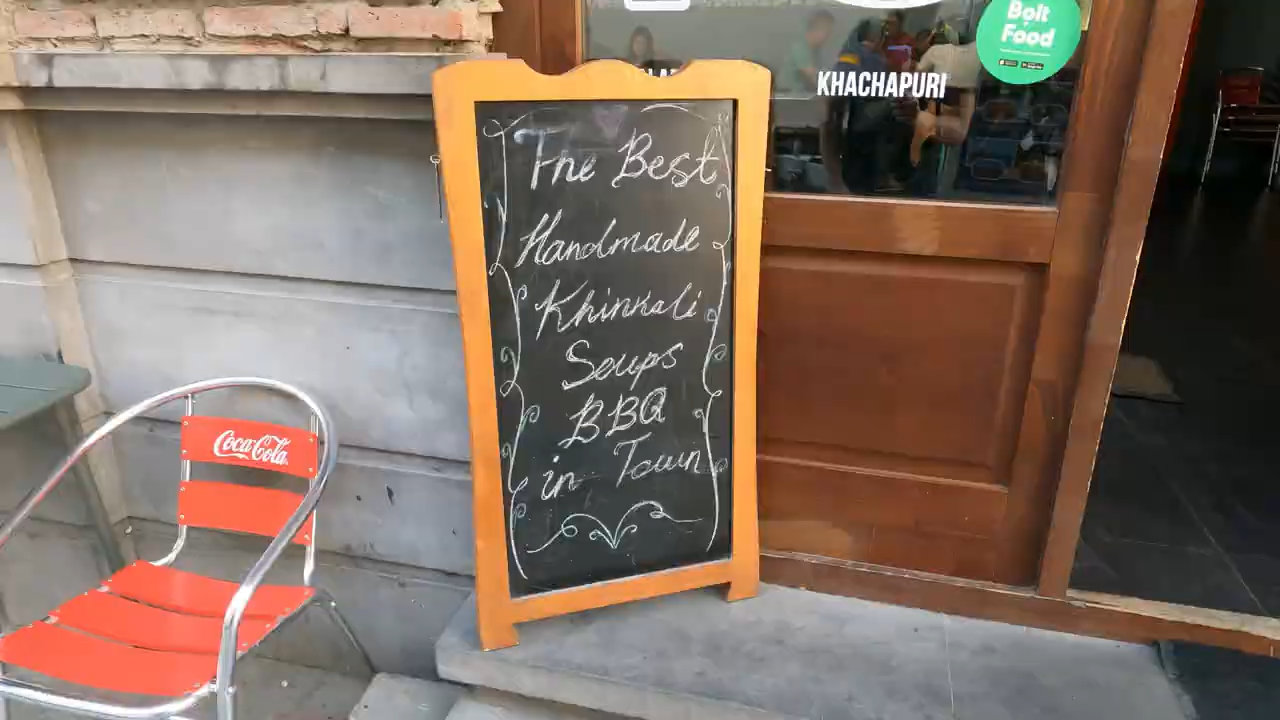 Bolt
Food
KHACHAPURI
The Best
Handmade
Khinkali
Soups
BBQ
in Town
Coca-Cola